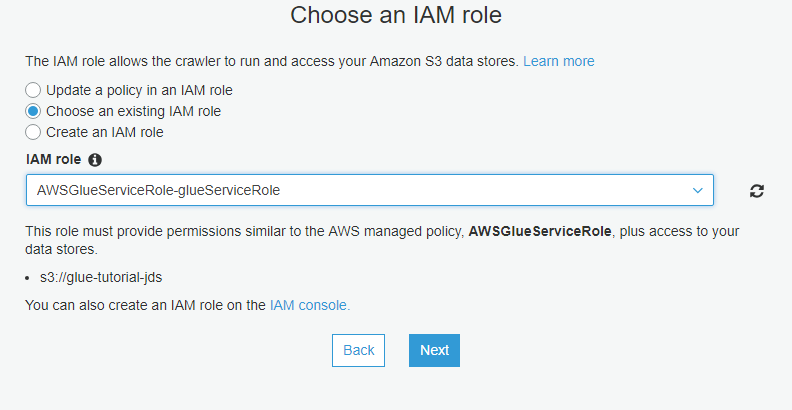 Choose an IAM role
The IAM role allows the crawler to run and access your Amazon S3 data stores. Learn more
Update a policy in an IAM role
Choose an existing IAM role
Create an IAM role
IAM role
AWSGlueServiceRole-glueServiceRole
This role must provide permissions similar to the AWS managed policy, AWSGlueServiceRole, plus access to your
data stores.
• s3://glue-tutorial-jds
You can also create an IAM role on the IAM console.
Back Next